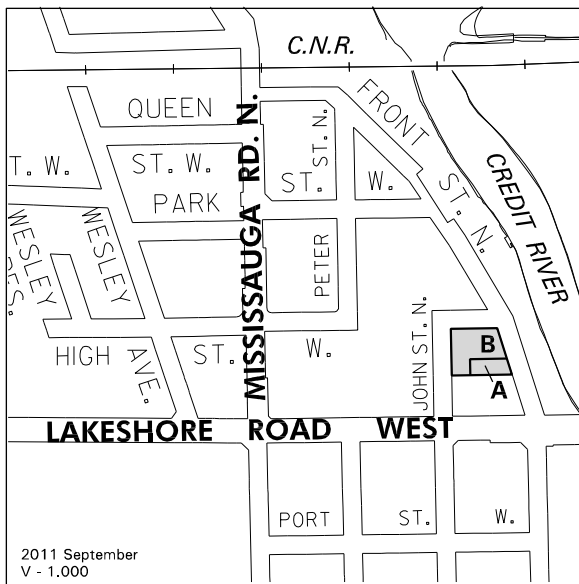 C.N.R.
QUEEN
ST. W.
T. W.
FRONT
ST. N.
CREDIT RIVER
MISSISSAUGA RD. N.
PARK
ST.
W.
PETER
ST. N.
WESLEY
RES.
WESLEY
AVE.
HIGH
ST.
W.
JOHN ST. N.
B
A
LAKESHORE ROAD WEST
PORT
ST.
W.
2011 September
V - 1.000